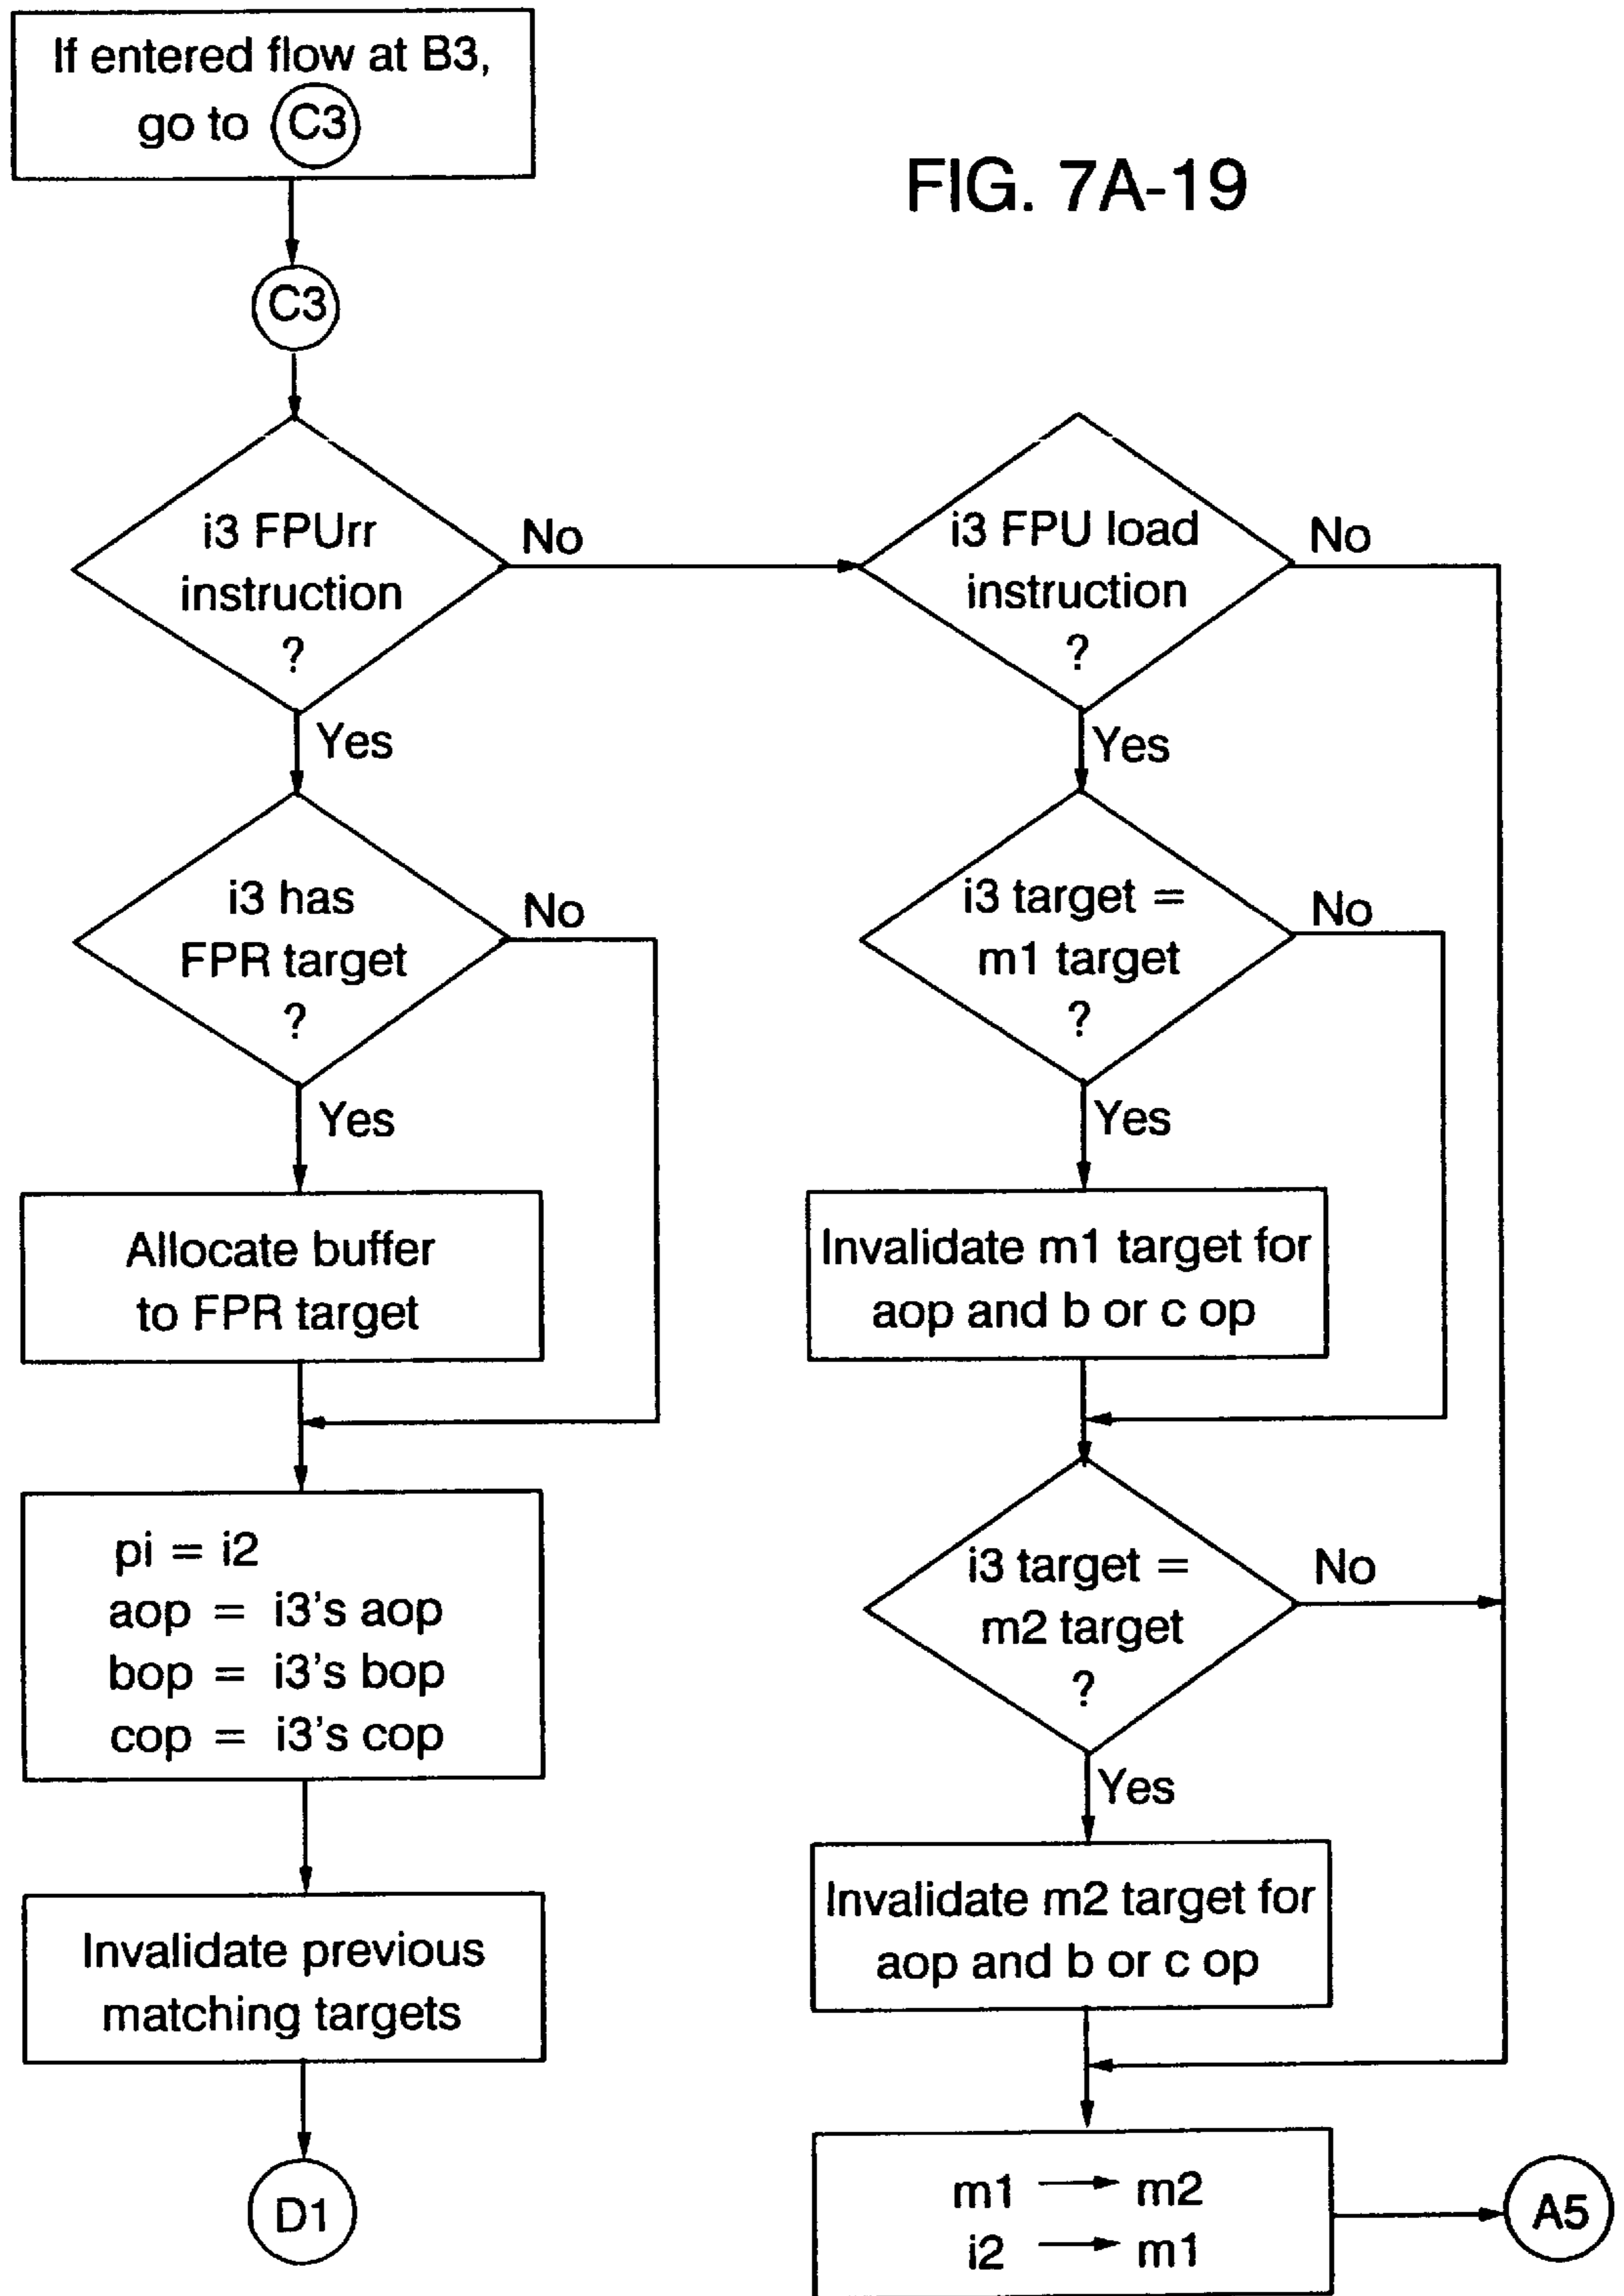 If entered flow at B3,
go to C3
FIG. 7A-19
C3
i3 FPUrr
instruction
?
No
Yes
i3 FPU load
instruction
?
No
Yes
i3 has
FPR target
?
No
Yes
i3 target =
m1 target
?
No
Yes
Allocate buffer
to FPR target
Invalidate m1 target for
aop and b or c op
pi = i2
aop = i3's aop
bop = i3's bop
cop = i3's cop
i3 target =
m2 target
?
No
Yes
Invalidate previous
matching targets
Invalidate m2 target for
aop and b or c op
D1
m1 → m2
i2 → m1
A5